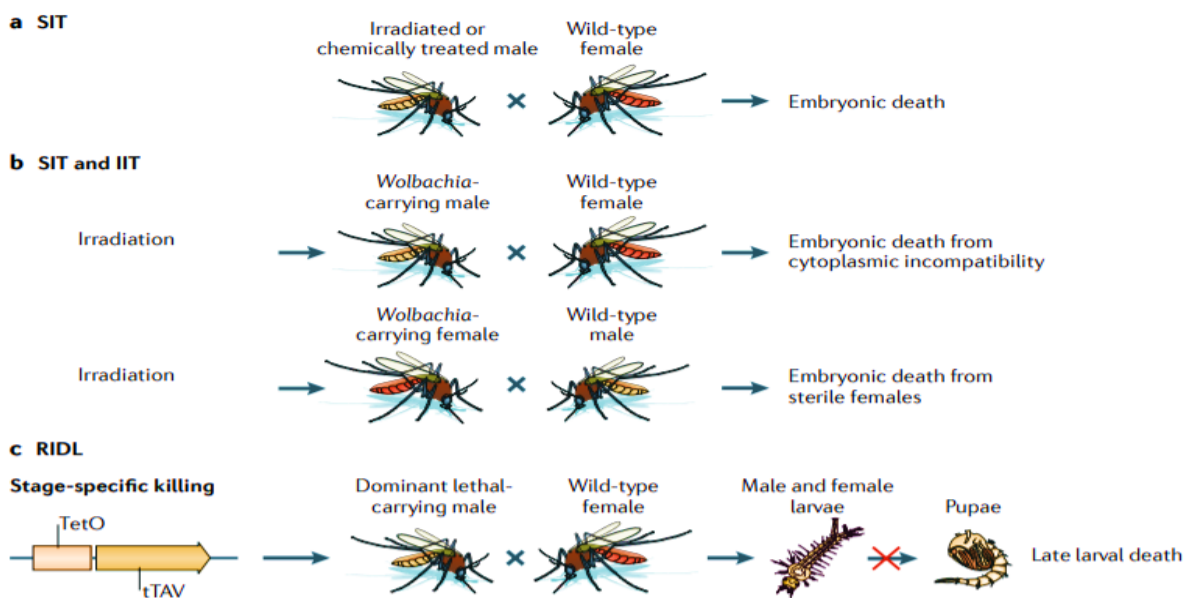 a SIT
Irradiated or
chemically treated male
Wild-type
female
Embryonic death
b SIT and IIT
Irradiation
Wolbachia-
carrying male
Wild-type
female
Embryonic death from
cytoplasmic incompatibility
Irradiation
Wolbachia-
carrying female
Wild-type
male
Embryonic death from
sterile females
c RIDL
Stage-specific killing
TetO
tTAV
Dominant lethal-
carrying male
Wild-type
female
Male and female
larvae
Pupae
Late larval death